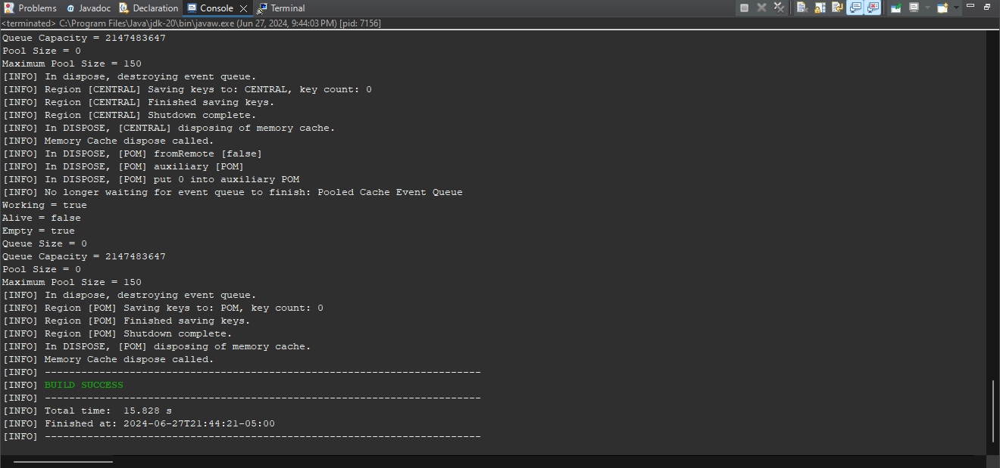 Problems Javadoc Declaration Console Terminal
<terminated> C:\Program Files\Java\jdk-20\bin\javaw.exe (Jun 27, 2024, 9:44:03 PM) [pid: 7156]
Queue Capacity = 2147483647
Pool Size = 0
Maximum Pool Size = 150
[INFO] In dispose, destroying event queue.
[INFO] Region [CENTRAL] Saving keys to: CENTRAL, key count: 0
[INFO] Region [CENTRAL] Finished saving keys.
[INFO] Region [CENTRAL] Shutdown complete.
[INFO] In DISPOSE, [CENTRAL] disposing of memory cache.
[INFO] Memory Cache dispose called.
[INFO] In DISPOSE, [POM] fromRemote [false]
[INFO] In DISPOSE, [POM] auxiliary [POM]
[INFO] In DISPOSE, [POM] put 0 into auxiliary POM
[INFO] No longer waiting for event queue to finish: Pooled Cache Event Queue
Working = true
Alive = false
Empty = true
Queue Size = 0
Queue Capacity = 2147483647
Pool Size = 0
Maximum Pool Size = 150
[INFO] In dispose, destroying event queue.
[INFO] Region [POM] Saving keys to: POM, key count: 0
[INFO] Region [POM] Finished saving keys.
[INFO] Region [POM] Shutdown complete.
[INFO] In DISPOSE, [POM] disposing of memory cache.
[INFO] Memory Cache dispose called.
[INFO] ------------------------------------------------------------------------
[INFO] BUILD SUCCESS
[INFO] ------------------------------------------------------------------------
[INFO] Total time:  15.828 s
[INFO] Finished at: 2024-06-27T21:44:21-05:00
[INFO] ------------------------------------------------------------------------